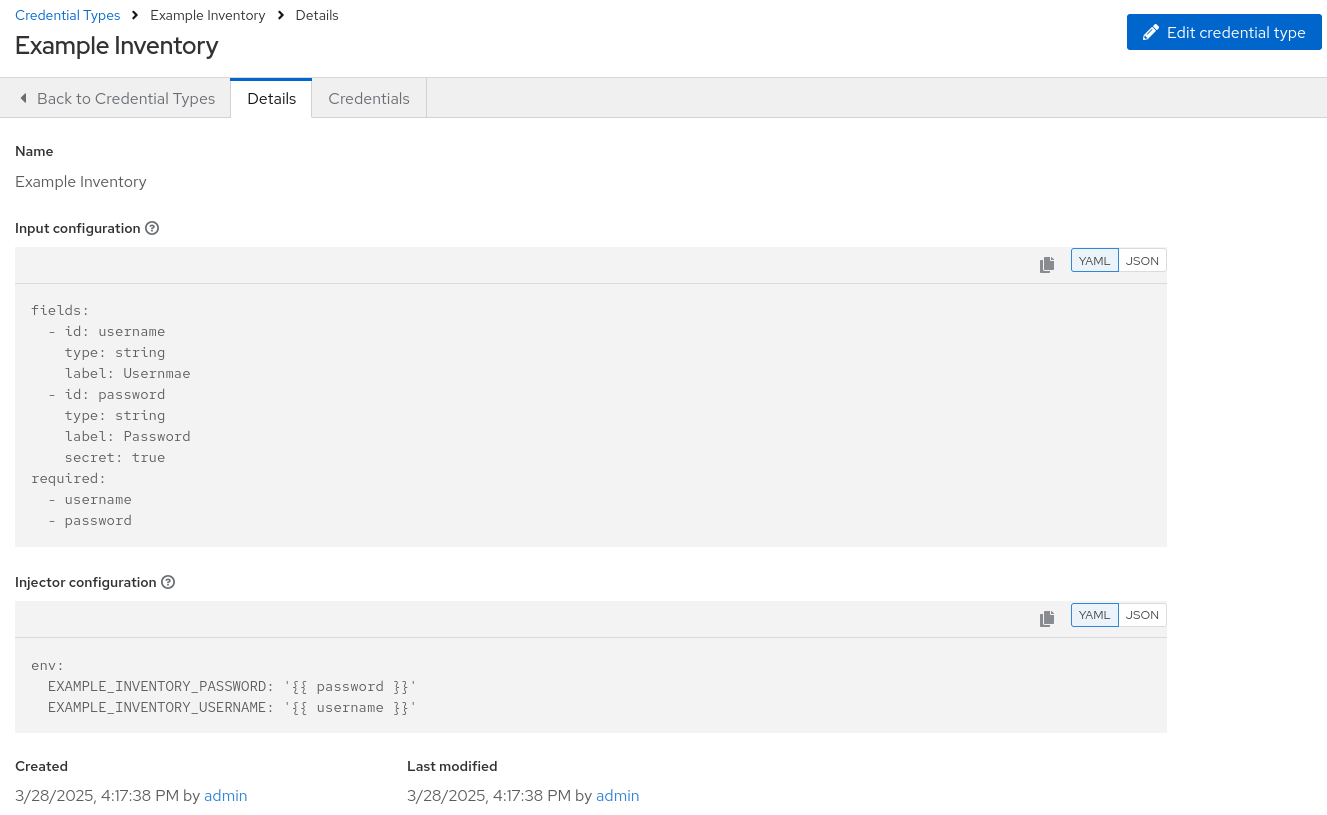 Credential Types > Example Inventory > Details
Example Inventory
Edit credential type
Back to Credential Types Details Credentials
Name
Example Inventory
Input configuration
YAML JSON
fields:
  - id: username
    type: string
    label: Usernmae
  - id: password
    type: string
    label: Password
    secret: true
required:
  - username
  - password
Injector configuration
YAML JSON
env:
  EXAMPLE_INVENTORY_PASSWORD: '{{ password }}'
  EXAMPLE_INVENTORY_USERNAME: '{{ username }}'
Created Last modified
3/28/2025, 4:17:38 PM by admin 3/28/2025, 4:17:38 PM by admin